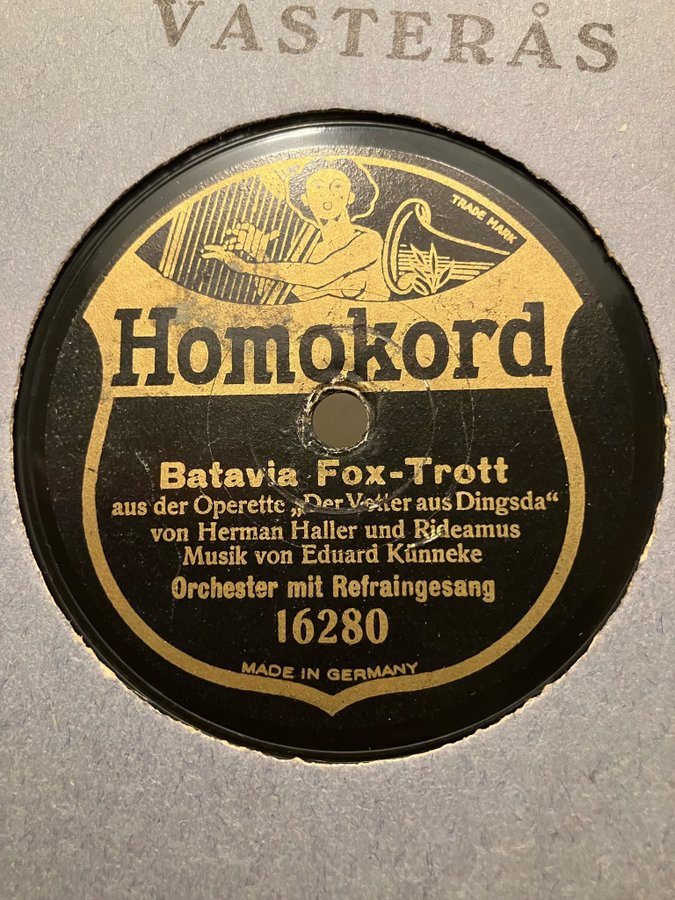 VÄSTERÅS
TRADE MARK
Homokord
Batavia Fox-Trott
aus der Operette „Der Vetter aus Dingsda“
von Herman Haller und Rideamus
Musik von Eduard Künneke
Orchester mit Refraingesang
16280
MADE IN GERMANY